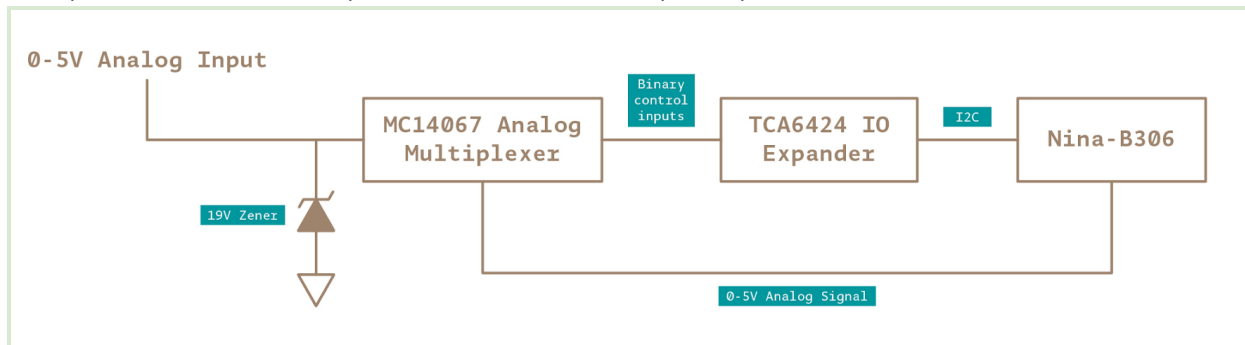 0-5V Analog Input
Binary
control
inputs
MC14067 Analog
Multiplexer
TCA6424 IO
Expander
I2C
Nina-B306
19V Zener
0-5V Analog Signal